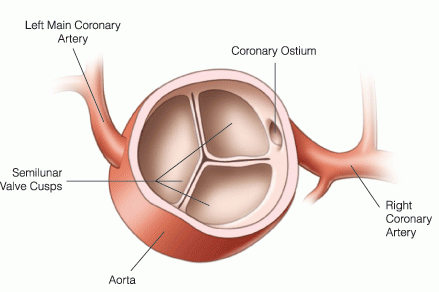 Left Main Coronary
Artery
Coronary Ostium
Semilunar
Valve Cusps
Right
Coronary
Artery
Aorta